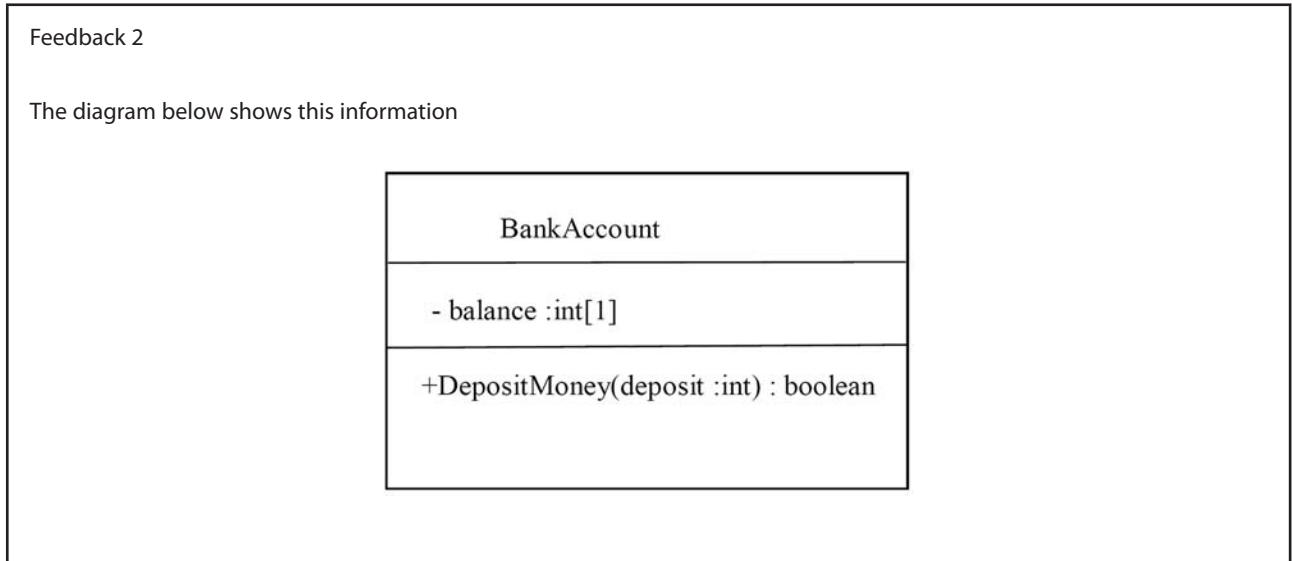 Feedback 2
The diagram below shows this information
BankAccount
- balance :int[1]
+DepositMoney(deposit :int) : boolean